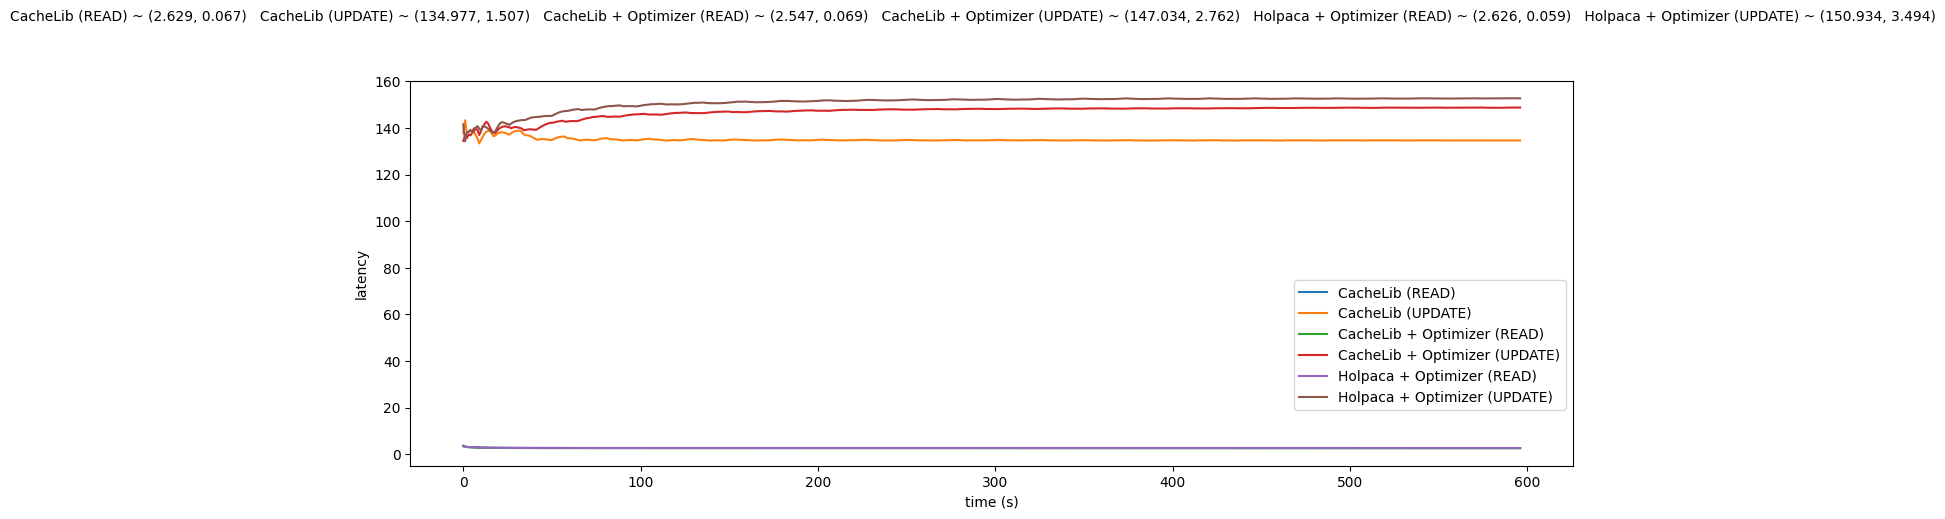 CacheLib (READ) ~ (2.629, 0.067)   CacheLib (UPDATE) ~ (134.977, 1.507)   CacheLib + Optimizer (READ) ~ (2.547, 0.069)   CacheLib + Optimizer (UPDATE) ~ (147.034, 2.762)   Holpaca + Optimizer (READ) ~ (2.626, 0.059)   Holpaca + Optimizer (UPDATE) ~ (150.934, 3.494)
160
140
120
100
80
60
40
20
0
latency
CacheLib (READ)
CacheLib (UPDATE)
CacheLib + Optimizer (READ)
CacheLib + Optimizer (UPDATE)
Holpaca + Optimizer (READ)
Holpaca + Optimizer (UPDATE)
0 100 200 300 400 500 600
time (s)